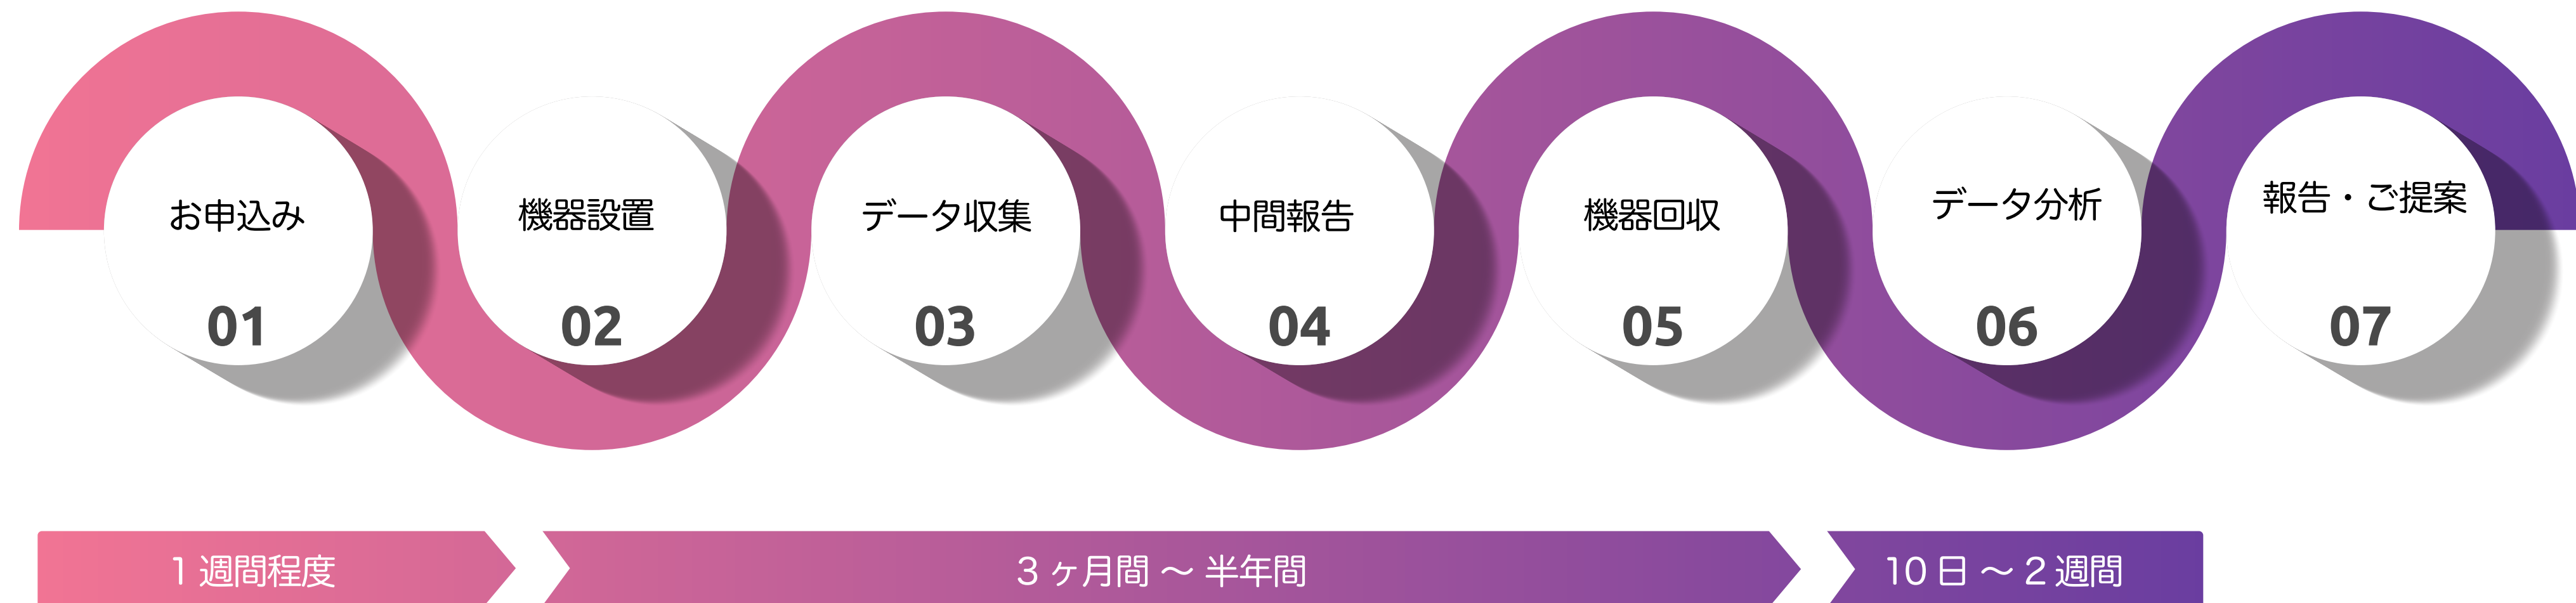 お申込み
01
機器設置
02
データ収集
03
中間報告
04
機器回収
05
データ分析
06
報告・ご提案
07
1 週間程度
3 ヶ月間 〜 半年間
10 日 〜 2 週間